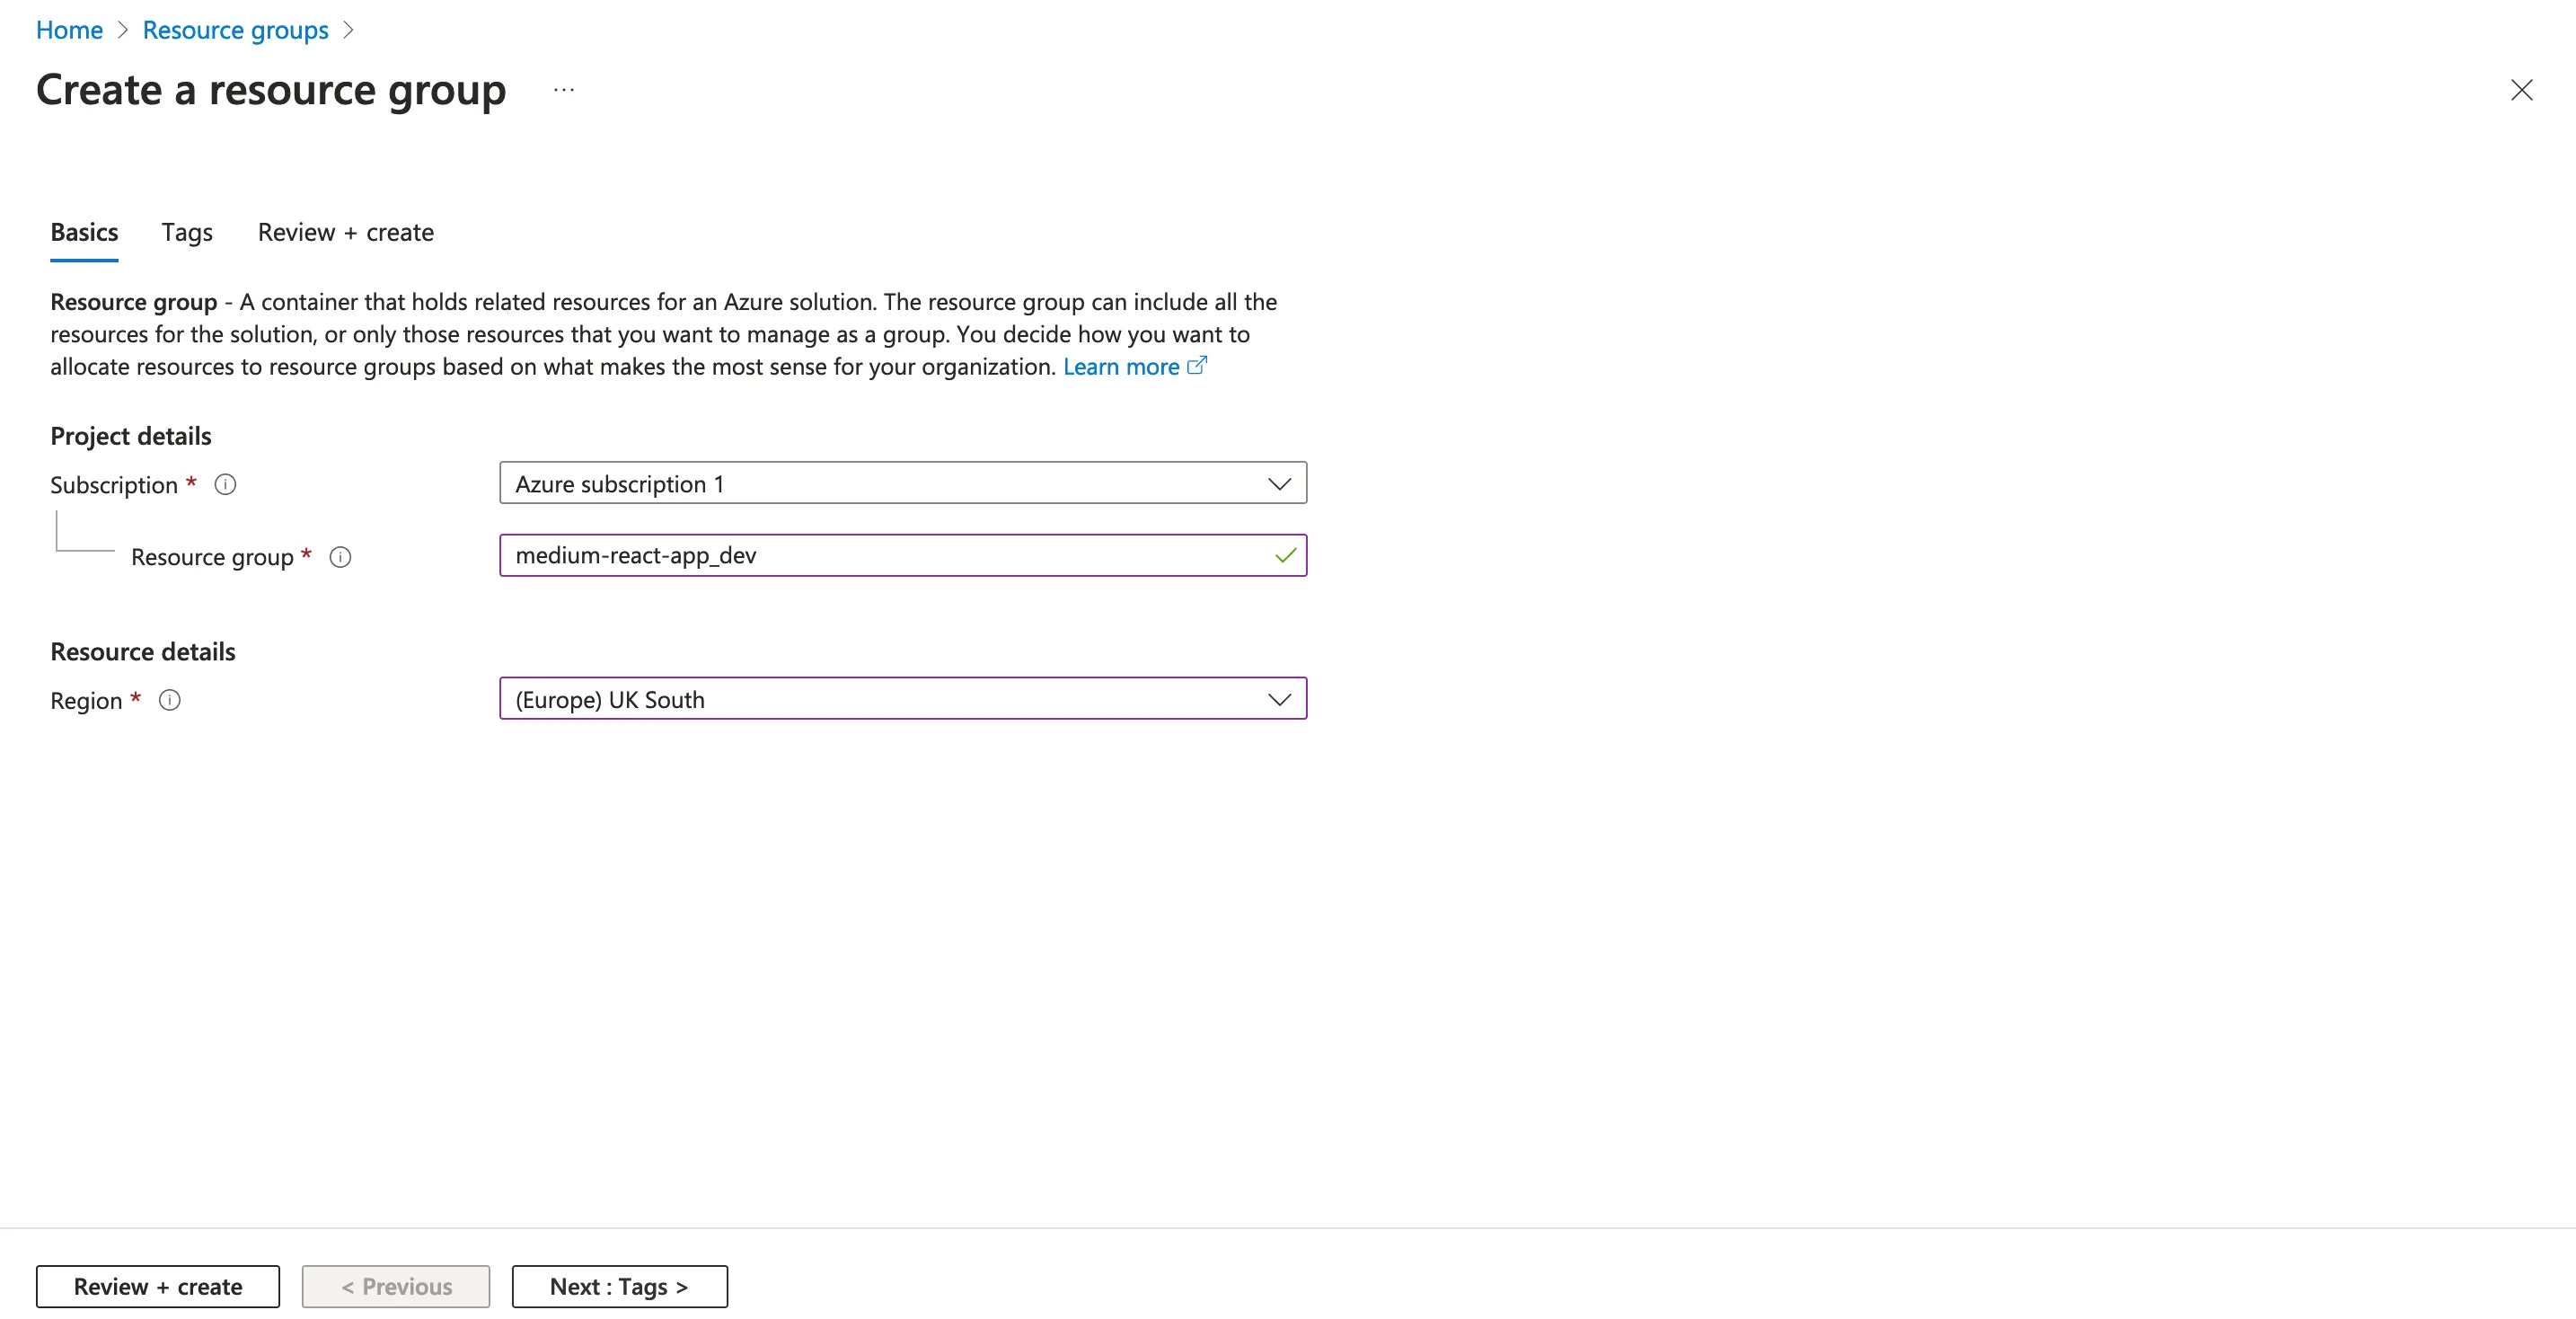 Home > Resource groups >
Create a resource group ...
Basics Tags Review + create
Resource group - A container that holds related resources for an Azure solution. The resource group can include all the
resources for the solution, or only those resources that you want to manage as a group. You decide how you want to
allocate resources to resource groups based on what makes the most sense for your organization. Learn more
Project details
Subscription * Azure subscription 1
Resource group * medium-react-app_dev
Resource details
Region * (Europe) UK South
Review + create < Previous Next : Tags >